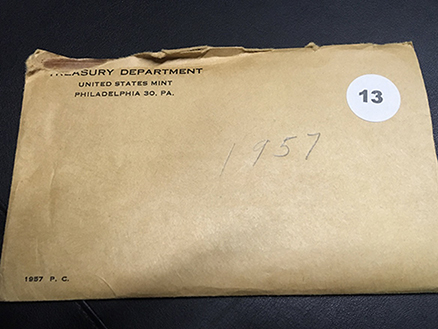 TREASURY DEPARTMENT
UNITED STATES MINT
PHILADELPHIA 30, PA.
13
1957
1957 P. C.